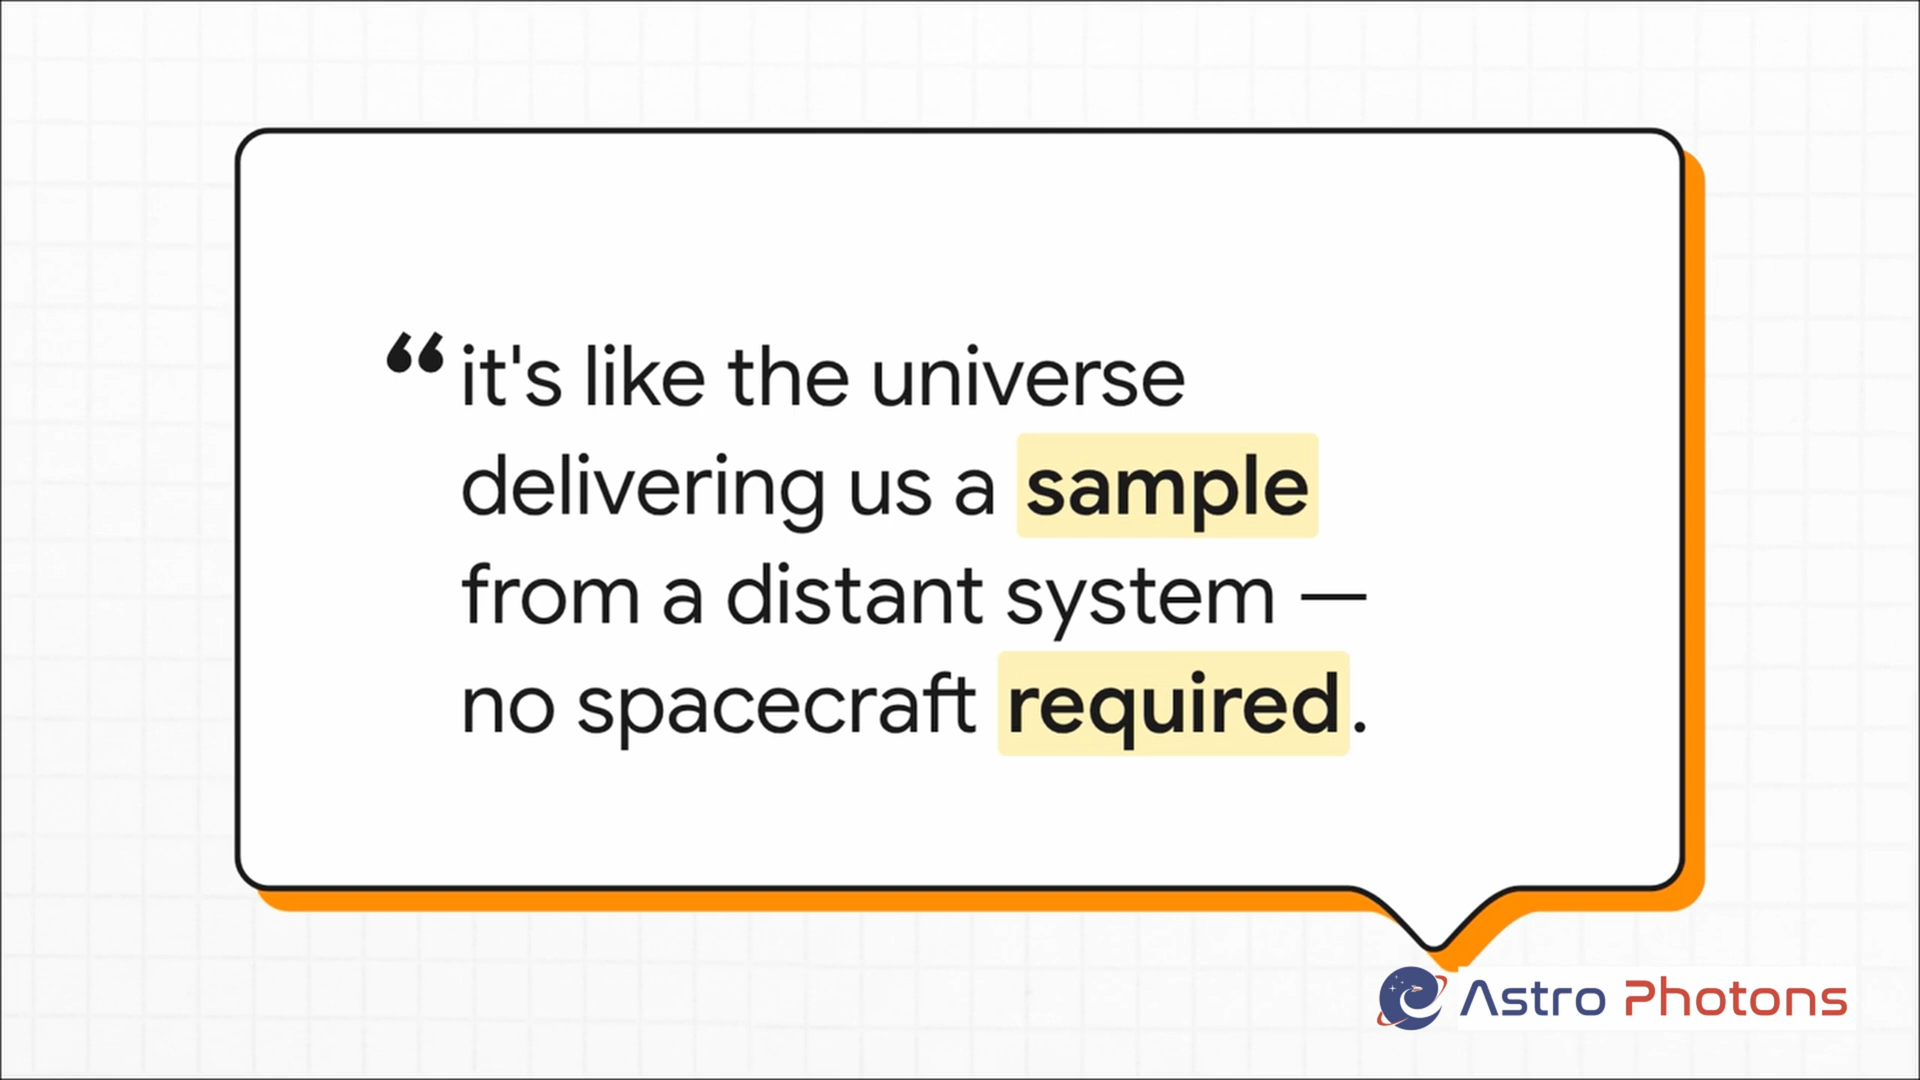 “it's like the universe
delivering us a sample
from a distant system —
no spacecraft required.
Astro Photons